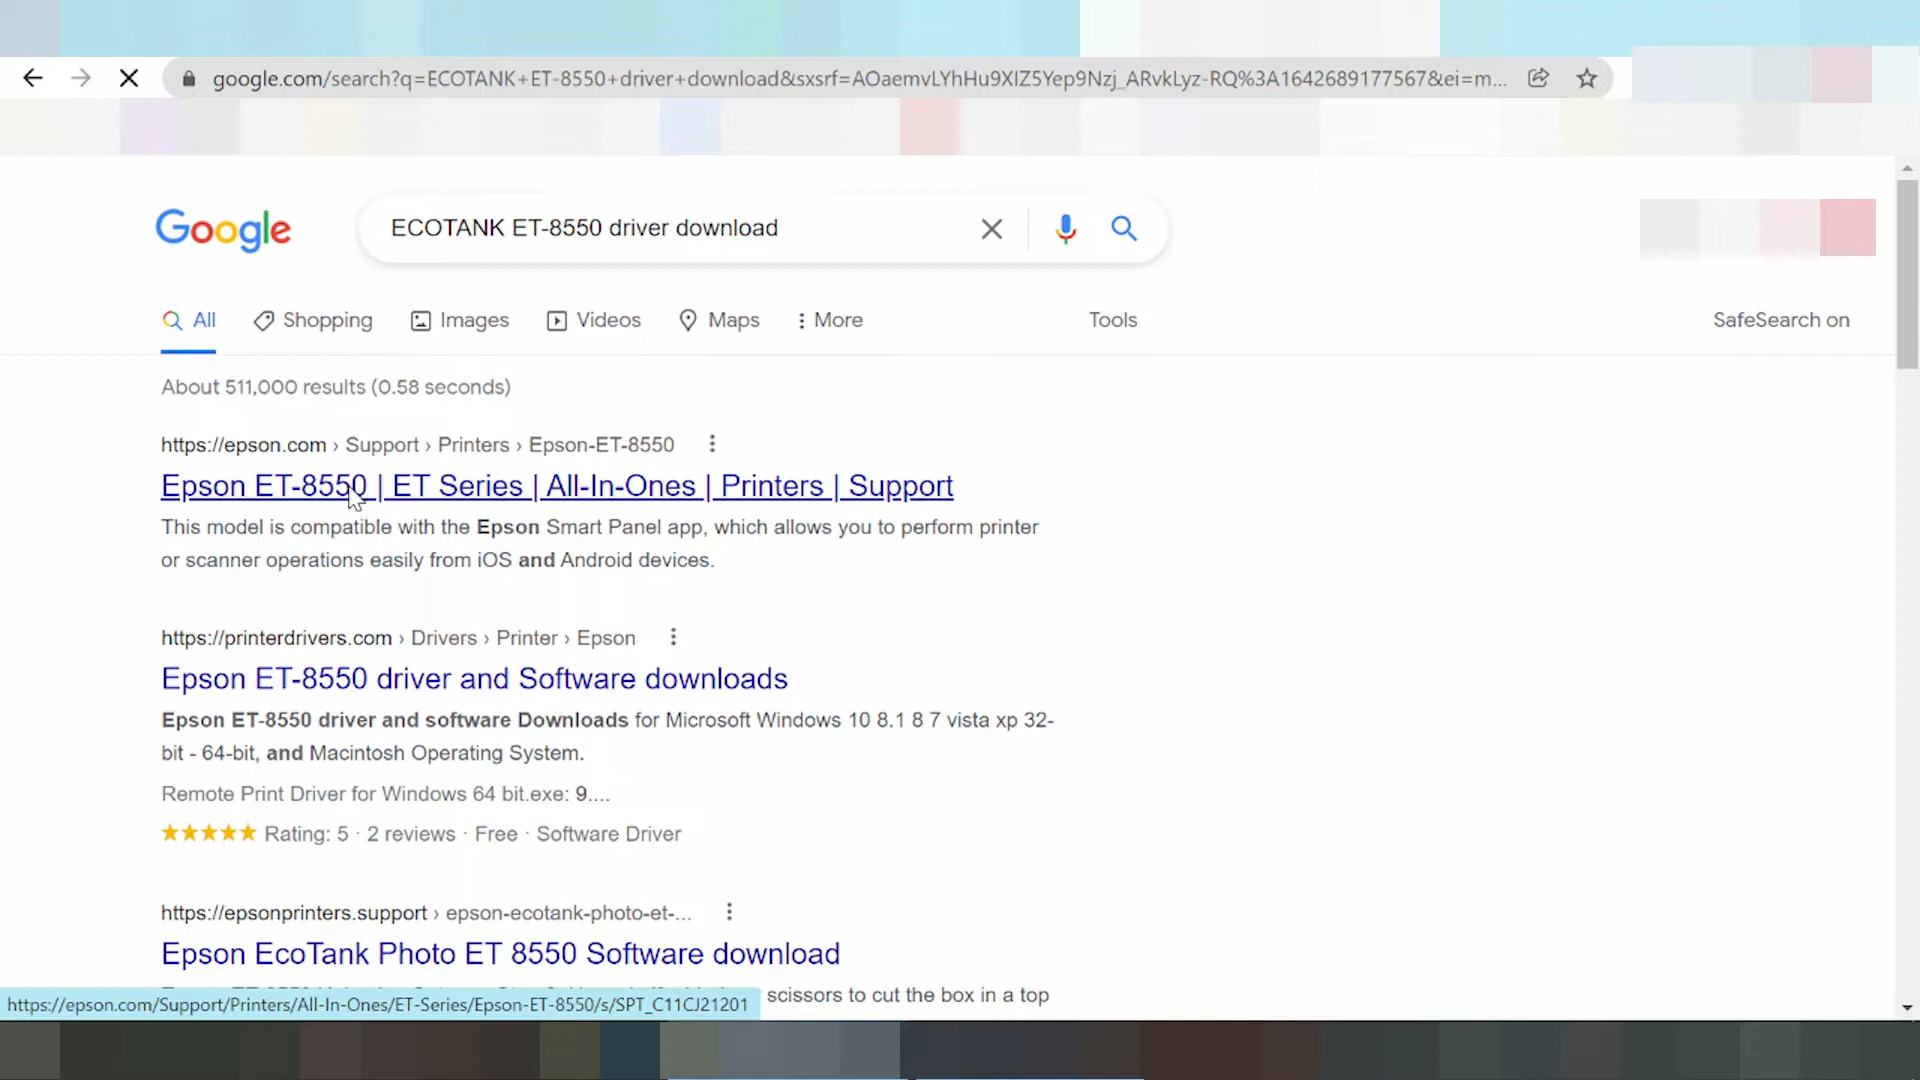 google.com/search?q=ECOTANK+ET-8550+driver+download&sxsrf=AOaemvLYhHu9XIZ5Yep9Nzj_ARvkLyz-RQ%3A1642689177567&ei=m...
Google
ECOTANK ET-8550 driver download
All Shopping Images Videos Maps More Tools SafeSearch on
About 511,000 results (0.58 seconds)
https://epson.com › Support › Printers › Epson-ET-8550
Epson ET-8550 | ET Series | All-In-Ones | Printers | Support
This model is compatible with the Epson Smart Panel app, which allows you to perform printer
or scanner operations easily from iOS and Android devices.
https://printerdrivers.com › Drivers › Printer › Epson
Epson ET-8550 driver and Software downloads
Epson ET-8550 driver and software Downloads for Microsoft Windows 10 8.1 8 7 vista xp 32-
bit - 64-bit, and Macintosh Operating System.
Remote Print Driver for Windows 64 bit.exe: 9....
Rating: 5 · 2 reviews · Free · Software Driver
https://epsonprinters.support › epson-ecotank-photo-et-...
Epson EcoTank Photo ET 8550 Software download
scissors to cut the box in a top
https://epson.com/Support/Printers/All-In-Ones/ET-Series/Epson-ET-8550/s/SPT_C11CJ21201